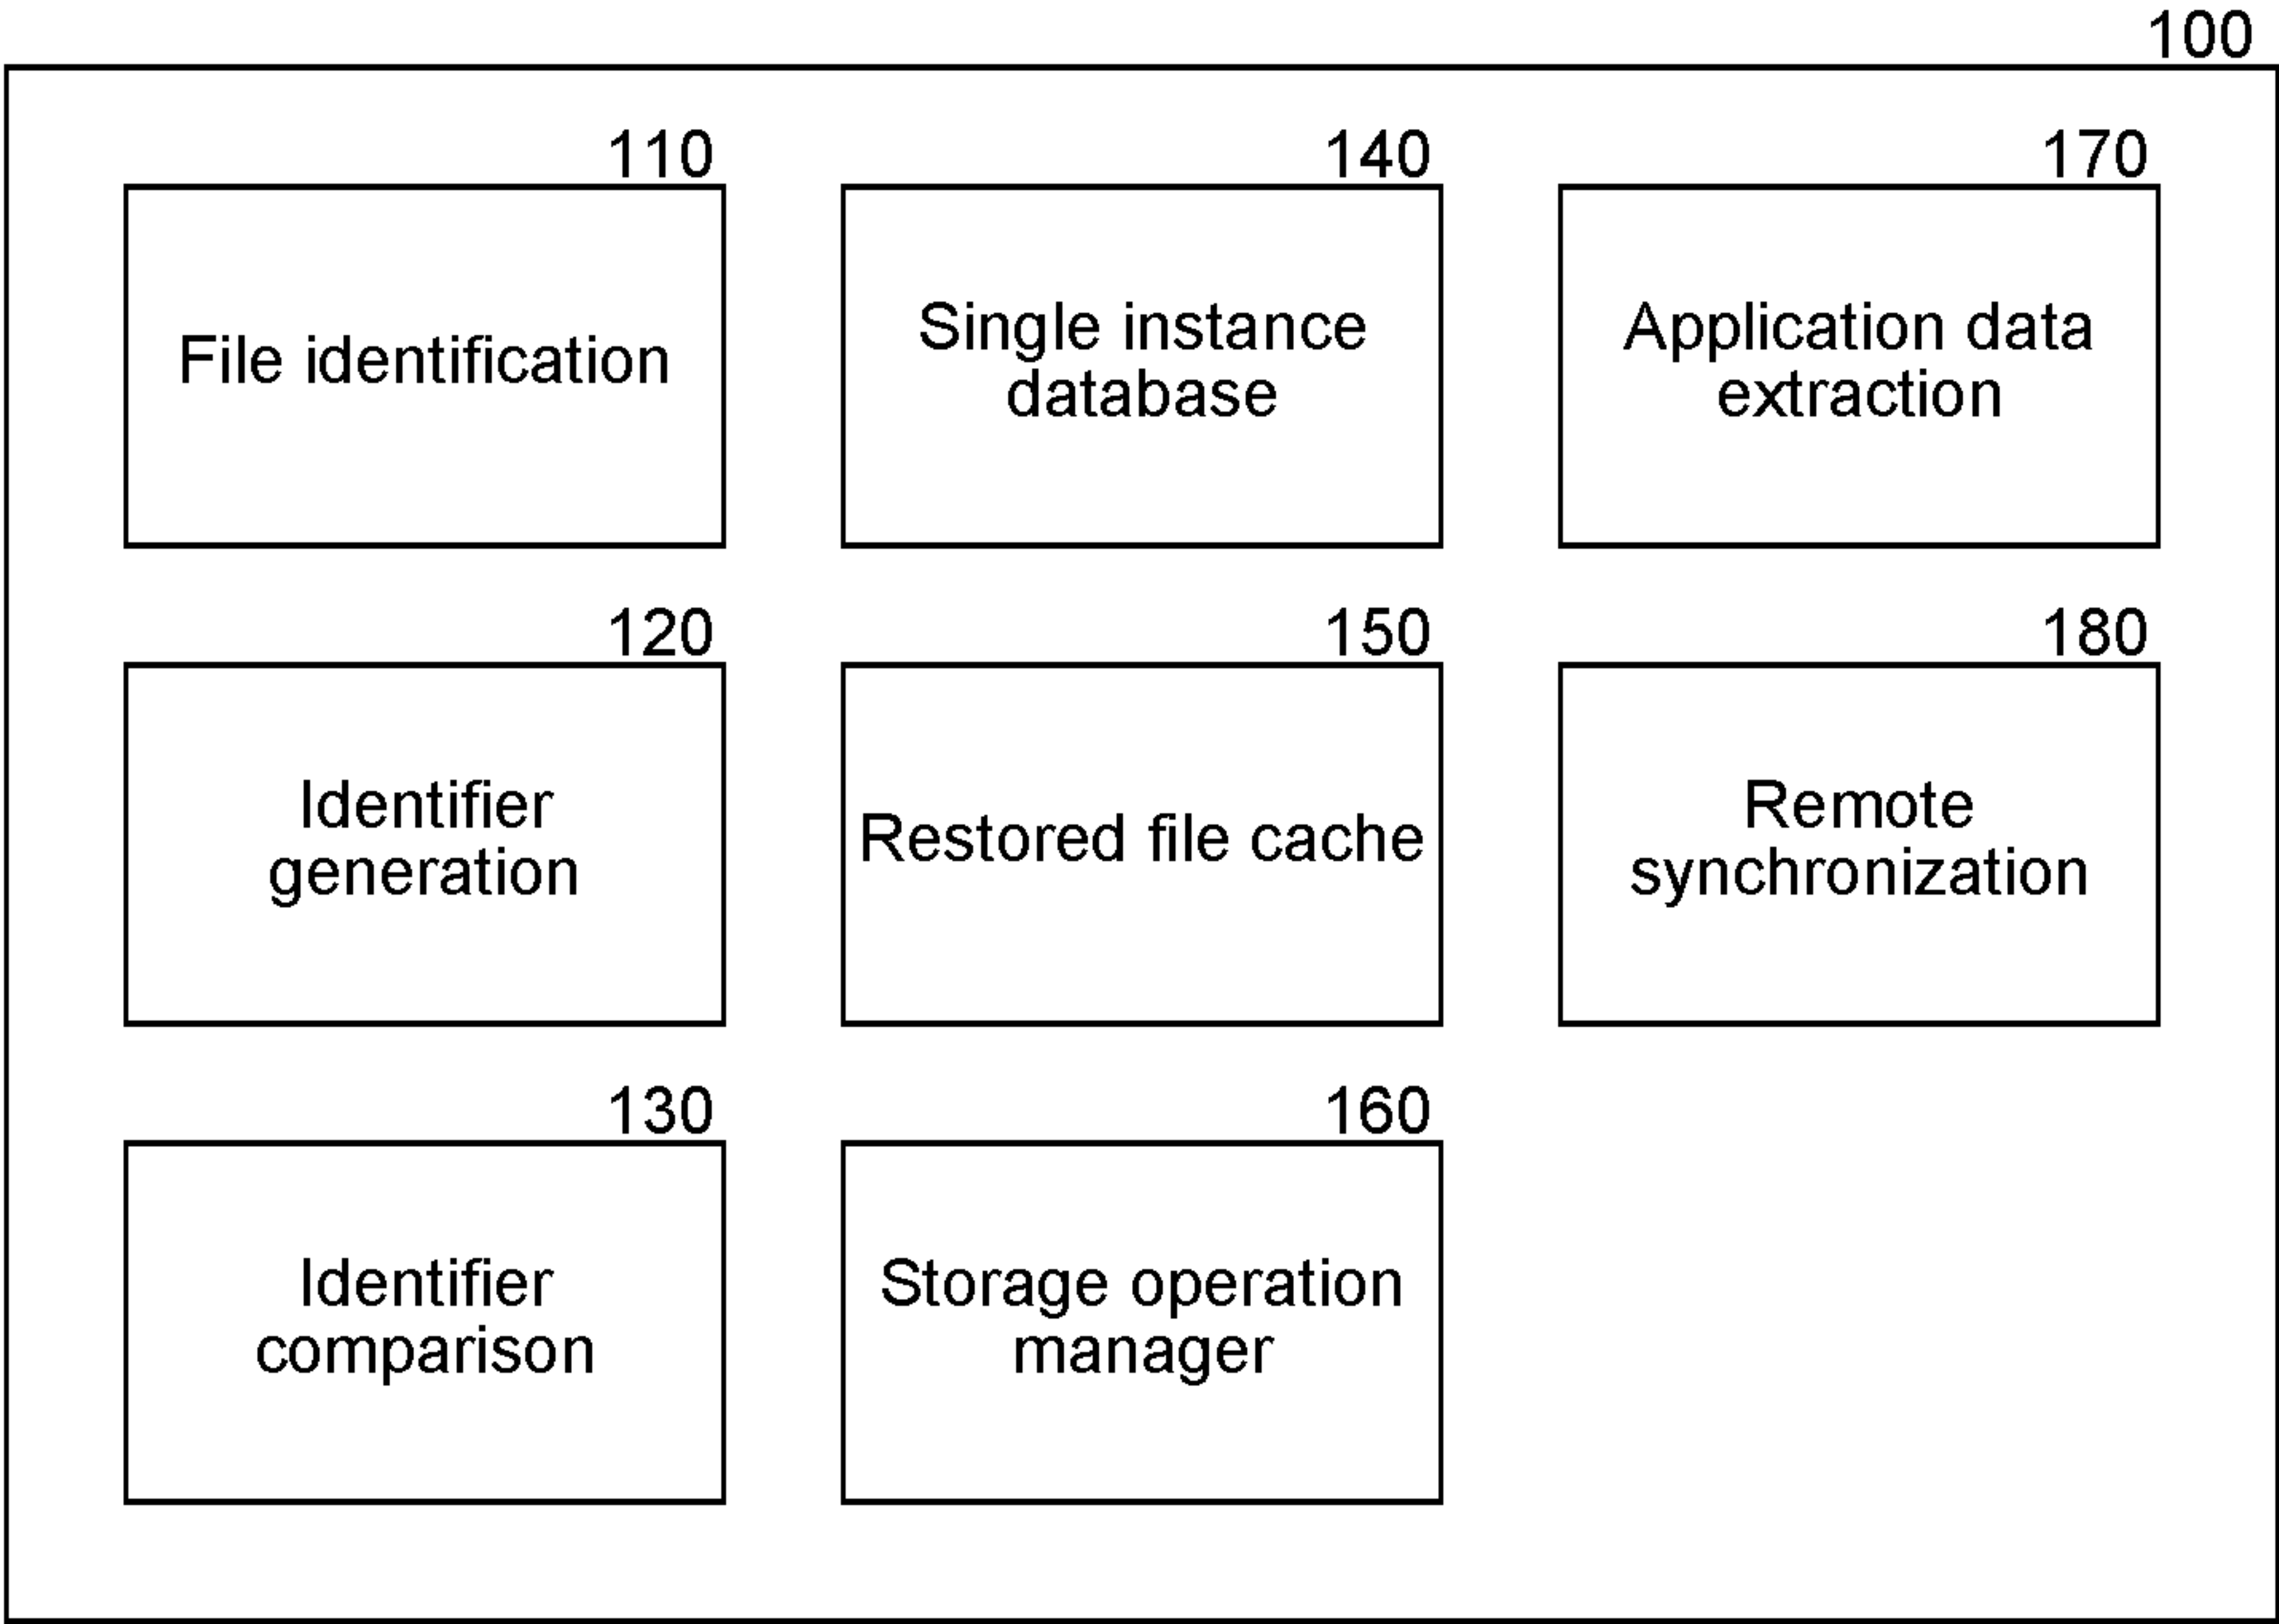 100
110
File identification
140
Single instance
database
170
Application data
extraction
120
Identifier
generation
150
Restored file cache
180
Remote
synchronization
130
Identifier
comparison
160
Storage operation
manager